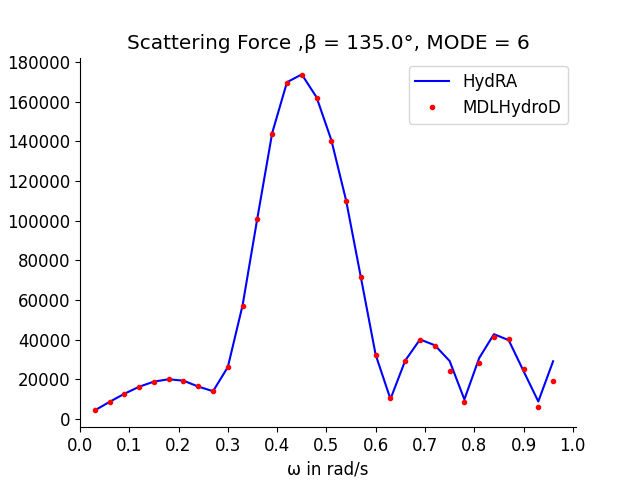 Scattering Force ,β = 135.0°, MODE = 6
180000
160000
140000
120000
100000
80000
60000
40000
20000
0
HydRA
MDLHydroD
0.0 0.1 0.2 0.3 0.4 0.5 0.6 0.7 0.8 0.9 1.0
ω in rad/s